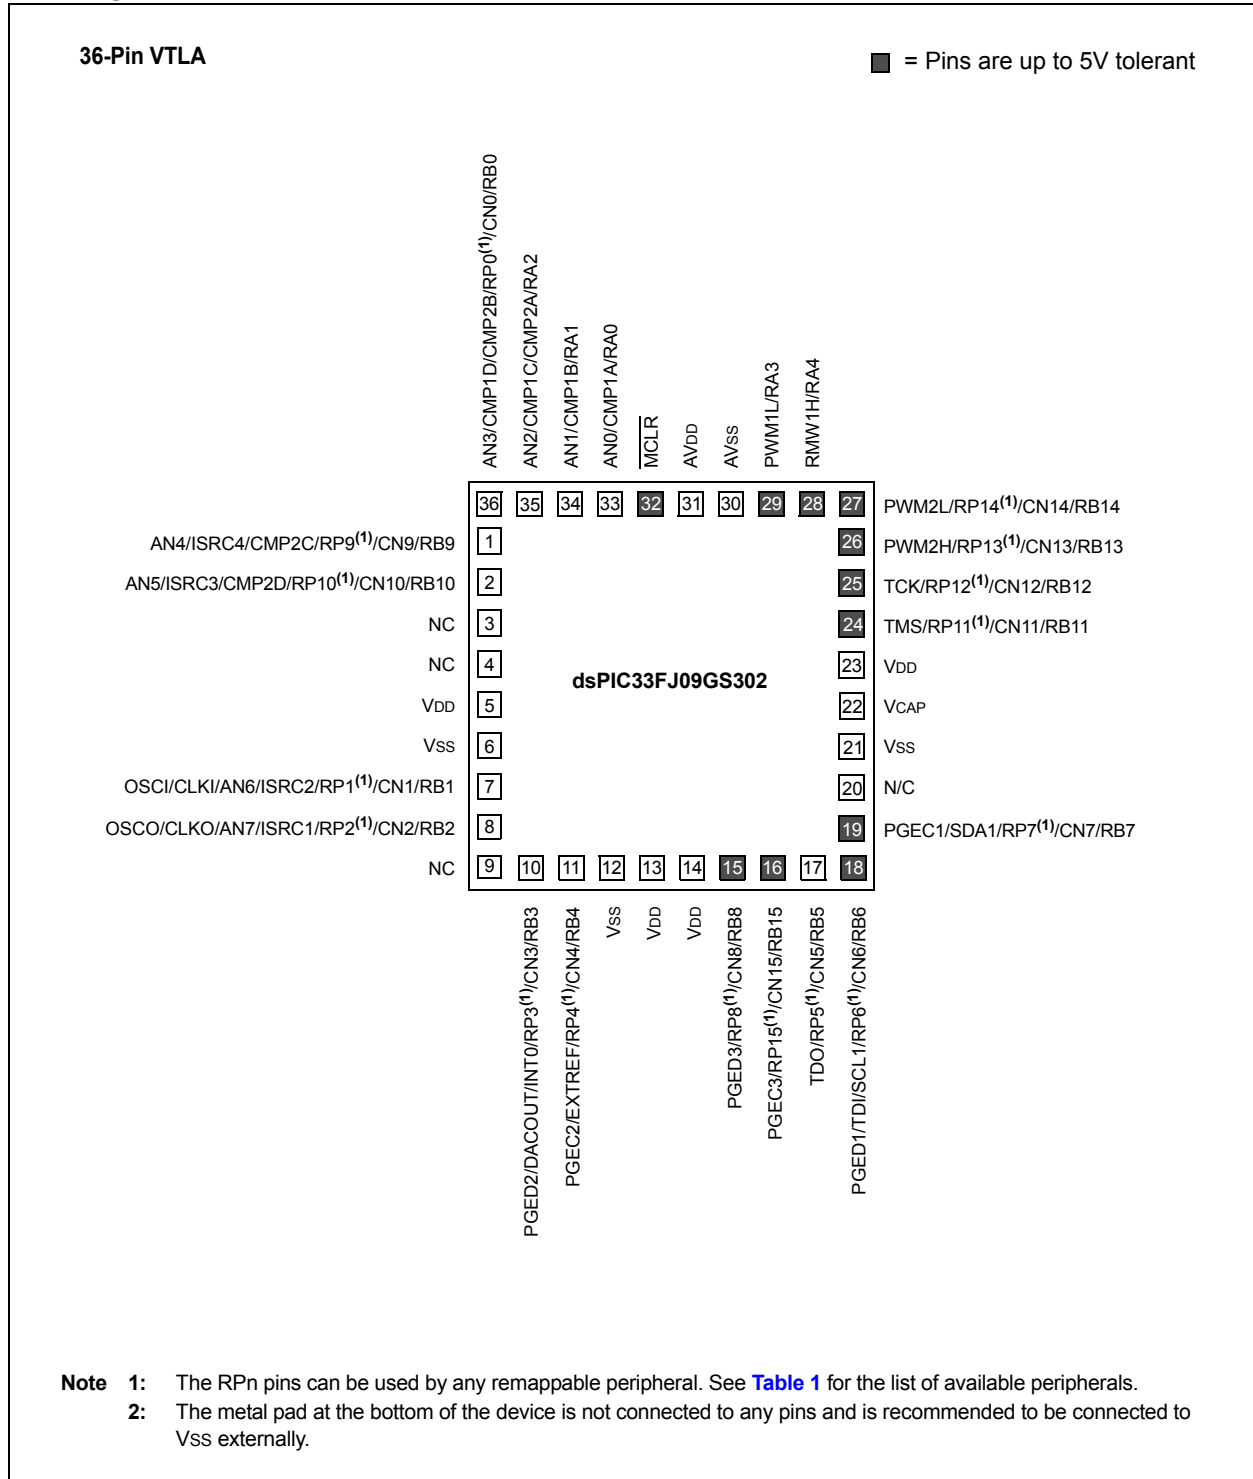 36-Pin VTLA
= Pins are up to 5V tolerant
AN3/CMP1D/CMP2B/RP0(1)/CN0/RB0
AN2/CMP1C/CMP2A/RA2
AN1/CMP1B/RA1
AN0/CMP1A/RA0
MCLR
AVDD
AVSS
PWM1L/RA3
RMW1H/RA4
36 35 34 33 32 31 30 29 28 27 PWM2L/RP14(1)/CN14/RB14
AN4/ISRC4/CMP2C/RP9(1)/CN9/RB9 1 26 PWM2H/RP13(1)/CN13/RB13
AN5/ISRC3/CMP2D/RP10(1)/CN10/RB10 2 25 TCK/RP12(1)/CN12/RB12
NC 3 24 TMS/RP11(1)/CN11/RB11
NC 4 dsPIC33FJ09GS302 23 VDD
VDD 5 22 VCAP
VSS 6 21 VSS
OSCI/CLKI/AN6/ISRC2/RP1(1)/CN1/RB1 7 20 N/C
OSCO/CLKO/AN7/ISRC1/RP2(1)/CN2/RB2 8 19 PGEC1/SDA1/RP7(1)/CN7/RB7
NC 9 10 11 12 13 14 15 16 17 18
PGED2/DACOUT/INT0/RP3(1)/CN3/RB3
PGEC2/EXTREF/RP4(1)/CN4/RB4
VSS
VDD
VDD
PGED3/RP8(1)/CN8/RB8
PGEC3/RP15(1)/CN15/RB15
TDO/RP5(1)/CN5/RB5
PGED1/TDI/SCL1/RP6(1)/CN6/RB6
Note 1: The RPn pins can be used by any remappable peripheral. See Table 1 for the list of available peripherals.
2: The metal pad at the bottom of the device is not connected to any pins and is recommended to be connected to
VSS externally.